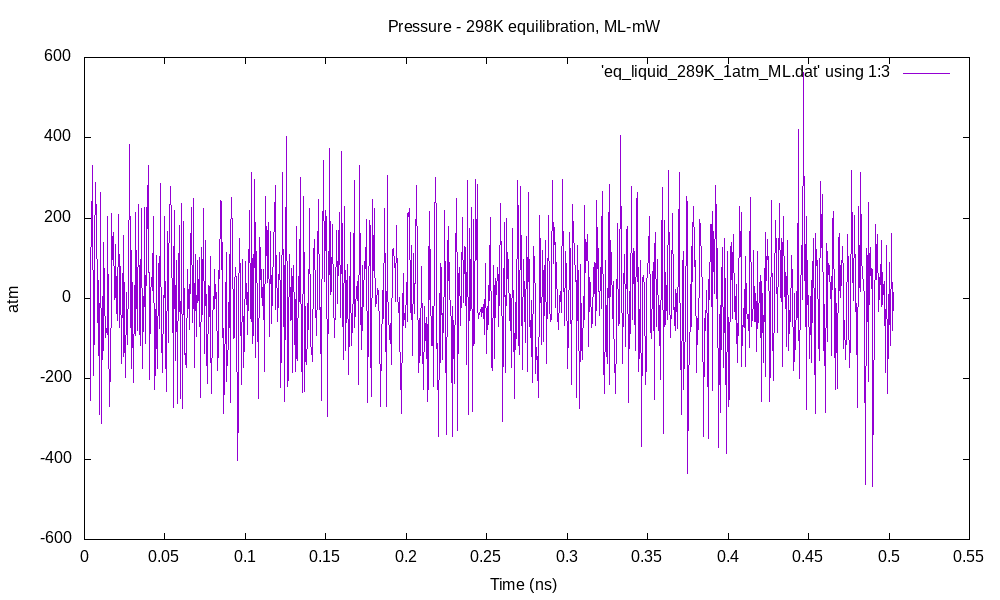 Pressure - 298K equilibration, ML-mW
'eq_liquid_289K_1atm_ML.dat' using 1:3
600
400
200
0
-200
-400
-600
atm
0 0.05 0.1 0.15 0.2 0.25 0.3 0.35 0.4 0.45 0.5 0.55
Time (ns)